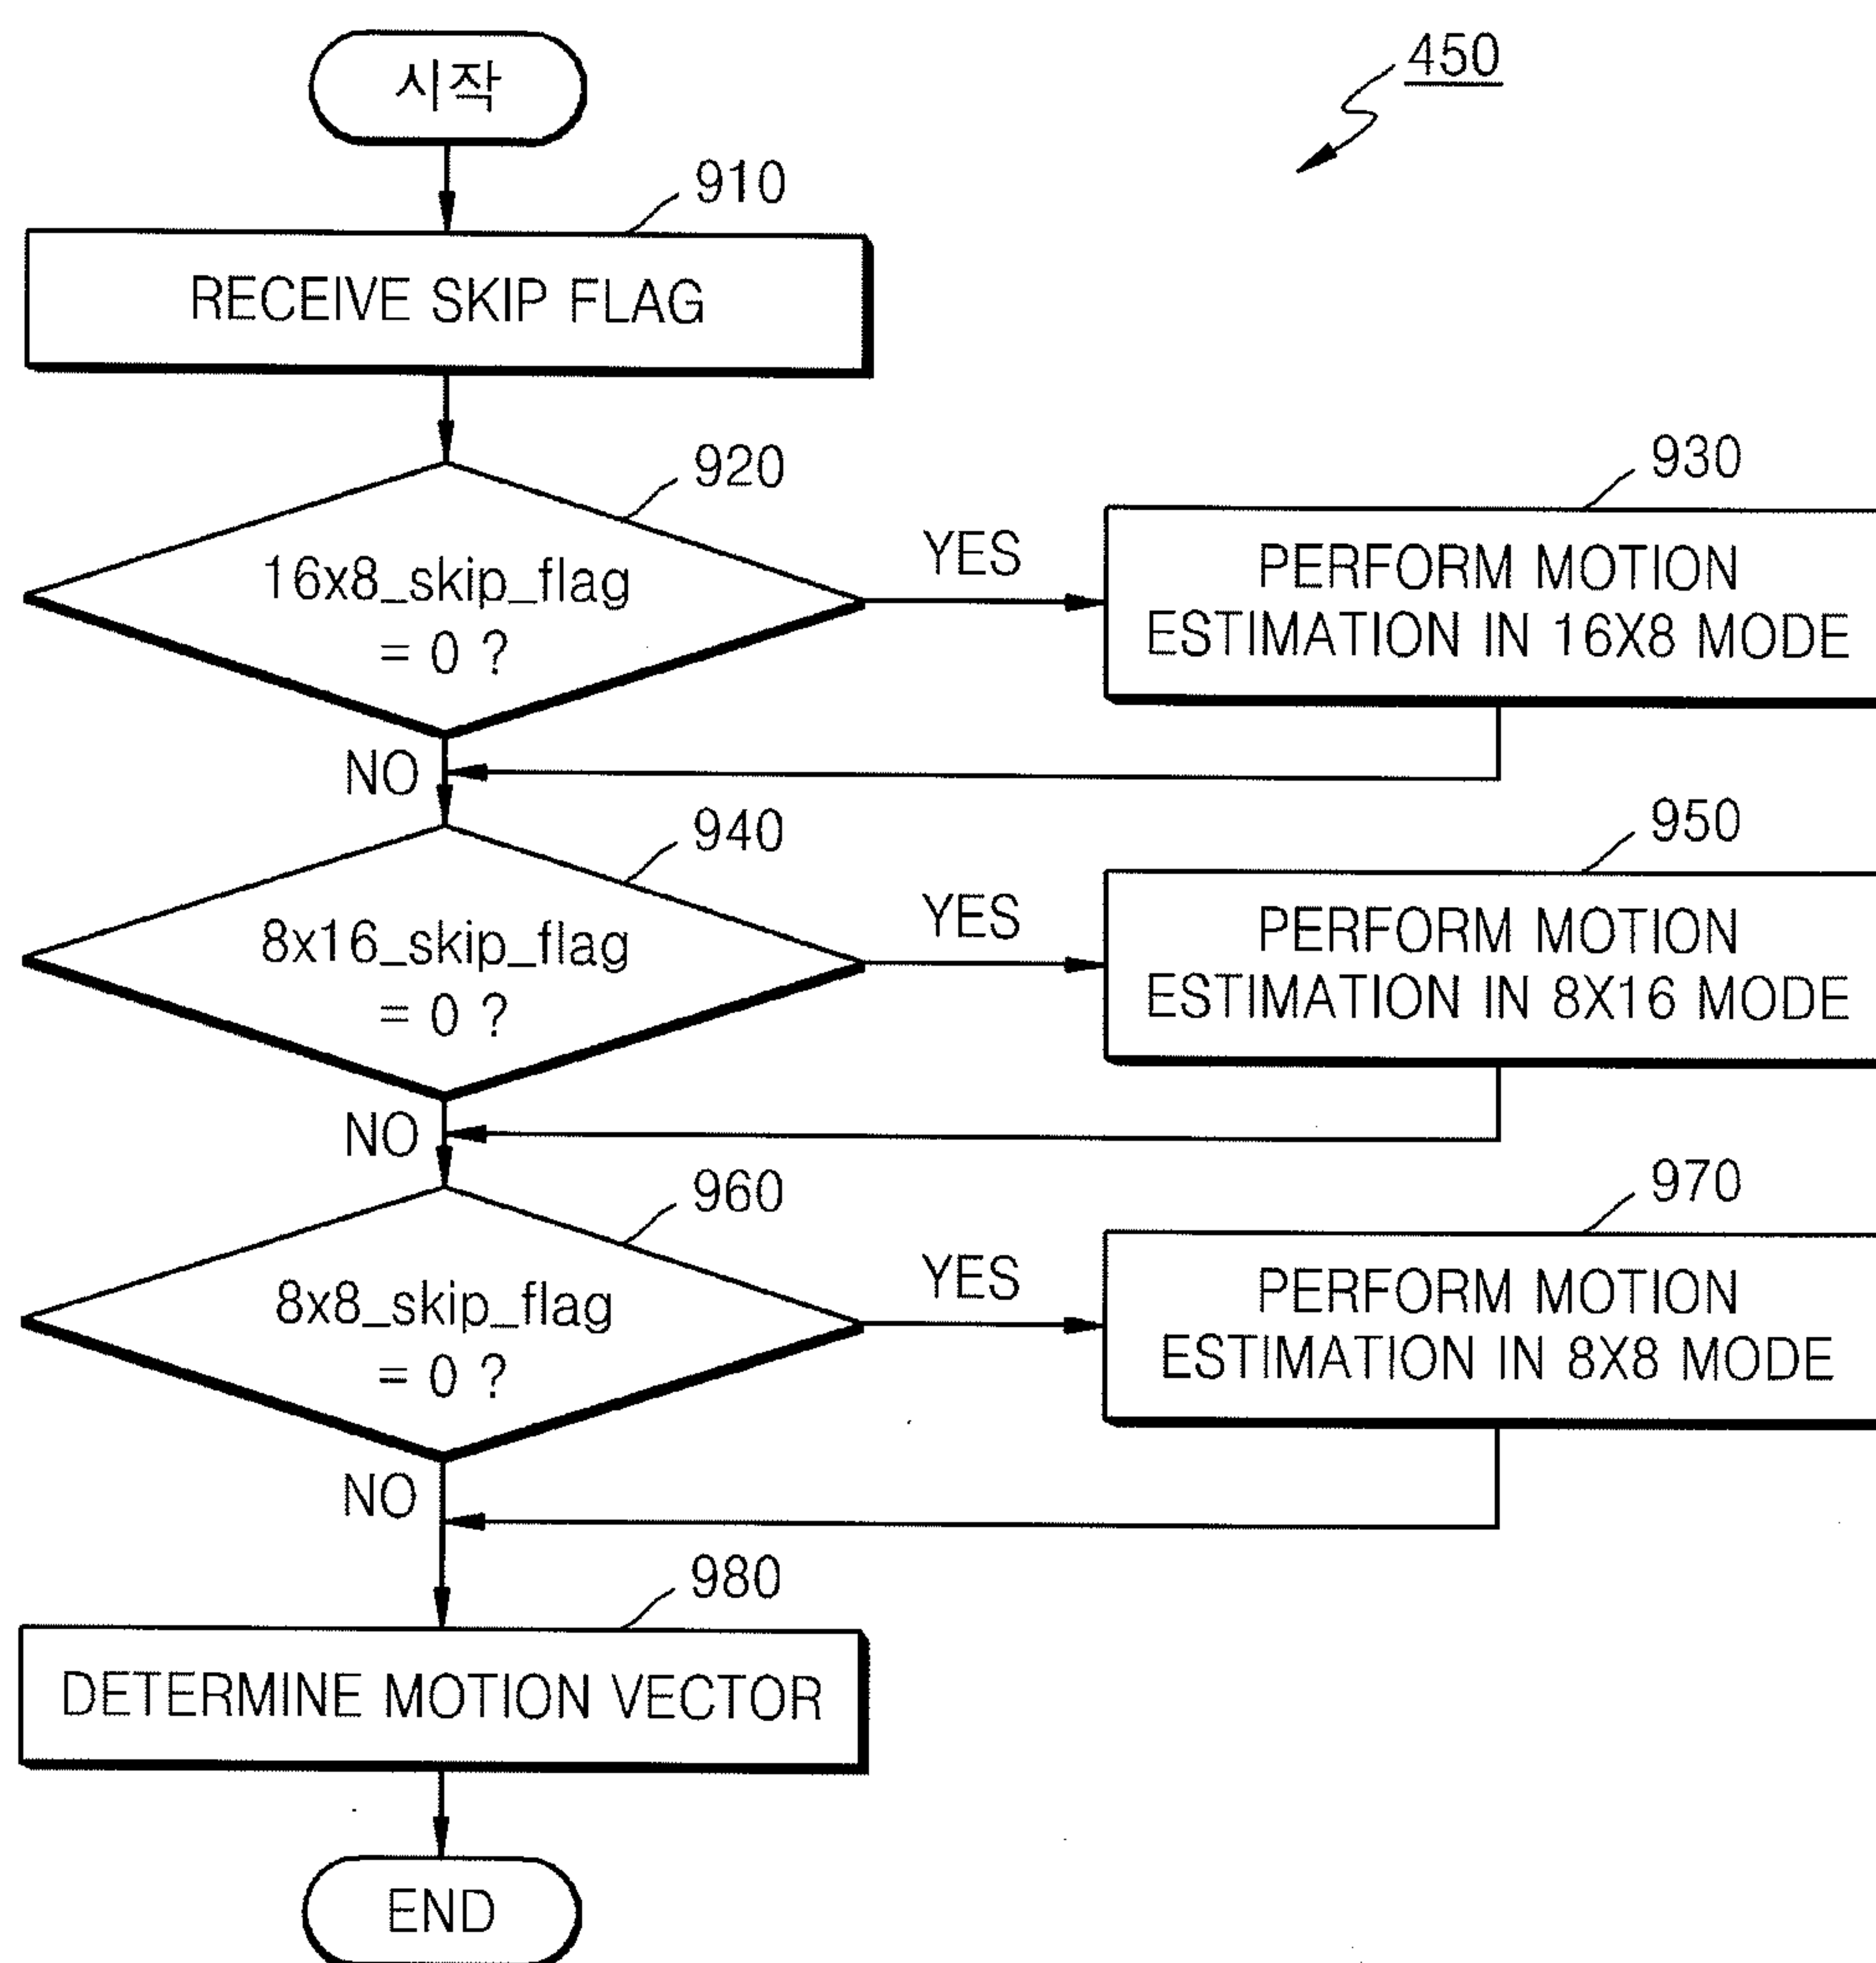 시작
450
910
RECEIVE SKIP FLAG
920
16x8_skip_flag
= 0 ?
YES
930
PERFORM MOTION
ESTIMATION IN 16X8 MODE
NO
940
8x16_skip_flag
= 0 ?
YES
950
PERFORM MOTION
ESTIMATION IN 8X16 MODE
NO
960
8x8_skip_flag
= 0 ?
YES
970
PERFORM MOTION
ESTIMATION IN 8X8 MODE
NO
980
DETERMINE MOTION VECTOR
END